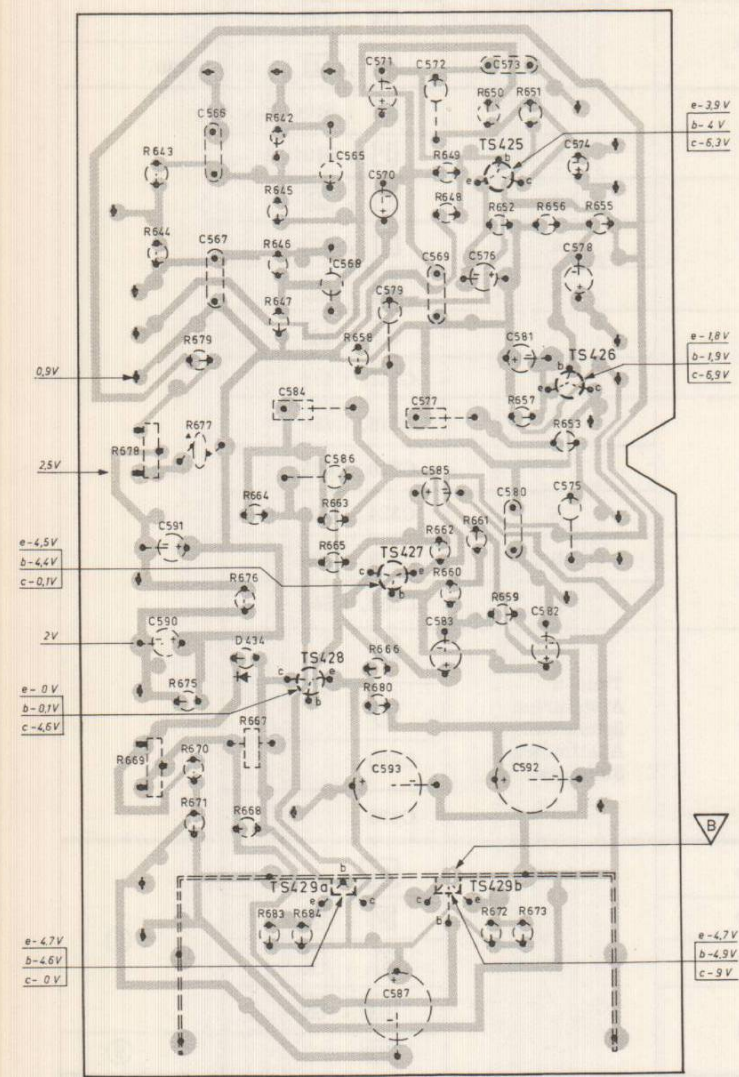 C571
C572
C573
R650
R651
e-3,9V
b-4V
c-6,3V
C566
R642
TS425
b
e
c
C574
R643
C565
R649
C570
R645
R648
R652
R656
R655
R644
C567
R646
C568
C569
C576
C578
C579
R647
R679
R658
C581
TS426
b
e
c
e-1,8V
b-1,9V
c-6,9V
0,9V
C584
C577
R657
R677
R678
R653
2,5V
C586
C585
C580
C575
R664
R663
e-4,5V
b-4,4V
c-0,1V
C591
R662
R661
R665
TS427
c
e
b
R676
R660
R659
C590
C583
C582
2V
D434
TS428
c
e
b
R666
e-0V
b-0,1V
c-4,6V
R675
R680
R667
R669
R670
C593
C592
R671
R668
B
b
TS429a
TS429b
e
c
c
e
b
R683
R684
R672
R673
e-4,7V
b-4,6V
c-0V
e-4,7V
b-4,9V
c-9V
C587